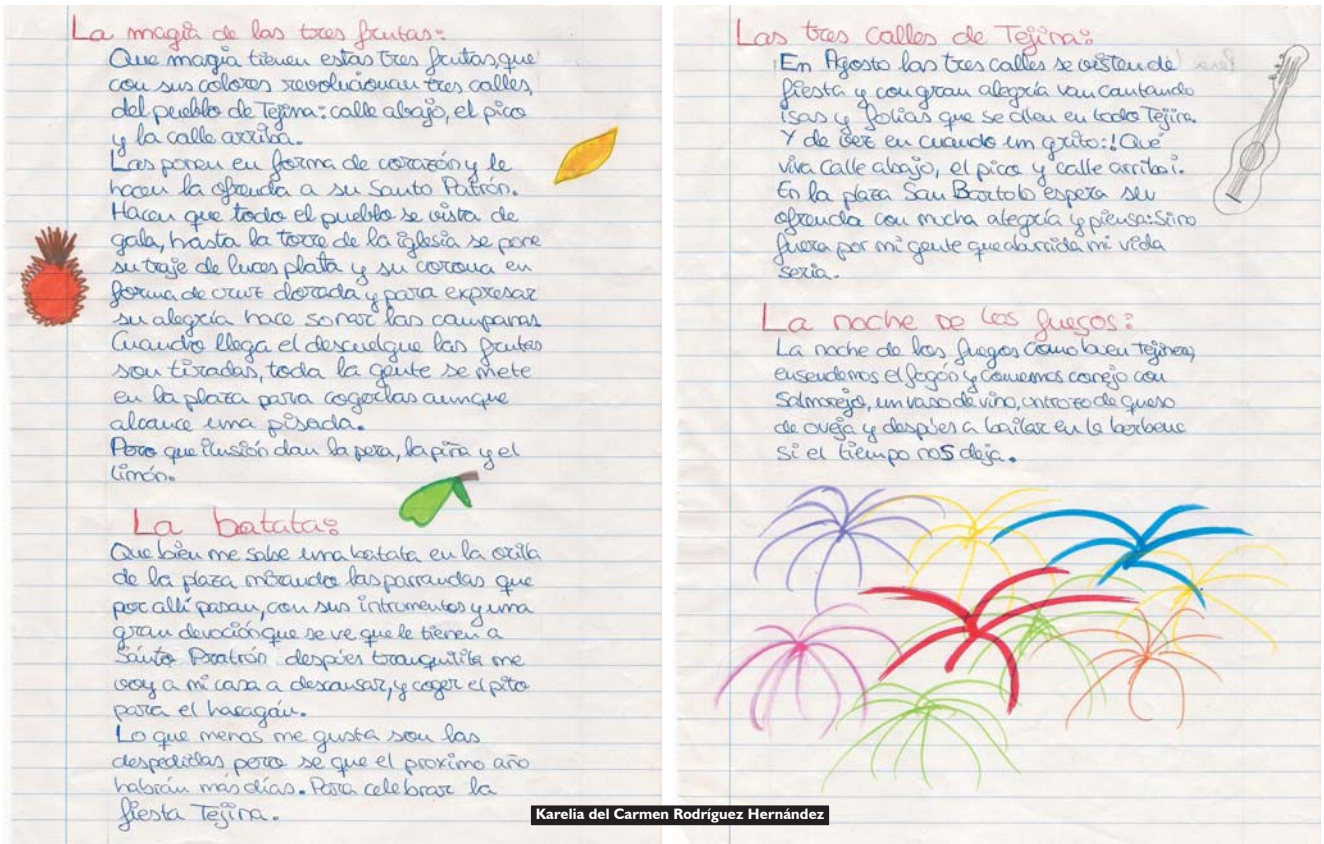 La magia de las tres frutas:
Que magia tienen estas tres frutas, que
con sus colores revolucionan tres calles,
del pueblo de Tejina: calle abajo, el pico
y la calle arriba.
Las ponen en forma de corazón y le
hacen la ofrenda a su Santo Patrón.
Hacen que todo el pueblo se vista de
gala, hasta la torre de la iglesia se pone
su traje de luces plata y su corona en
forma de cruz dorada y para expresar
su alegría hace sonar las campanas.
Cuando llega el descuelgue las frutas
son tiradas, toda la gente se mete
en la plaza para cogerlas aunque
alcance una pisada.
Pero que ilusión dan la pera, la piña y el
limón.
La batata:
Que bien me sabe una batata en la orilla
de la plaza mirando las parrandas que
por allí pasan, con sus intrumentos y una
gran devoción que se ve que le tienen a
Santo Pratrón despúes tranquilita me
voy a mi casa a descansar, y coger el pito
para el haragán.
Lo que menos me gusta son las
despedidas pero se que el proximo año
habrán más días. Para celebrar la
fiesta Tejina.
Las tres calles de Tejina:
En Agosto las tres calles se visten de
fiesta y con gran alegría van cantando
isas y folias que se oyen en todo Tejina.
Y de vez en cuando un grito: ¡Que
viva calle abajo, el pico y calle arriba!.
En la plaza San Bartolo espera su
ofrenda con mucha alegría y piensa: Si no
fuera por mi gente que aburrida mi vida
sería.
La noche de los fuegos:
La noche de los fuegos como buen Tejinero,
ensendemos el fogón y comemos conejo con
Salmorejo, un vaso de vino, untrozo de queso
de oveja y despúes a bailar en la berbena
si el tiempo nos deja.
Karelia del Carmen Rodríguez Hernández